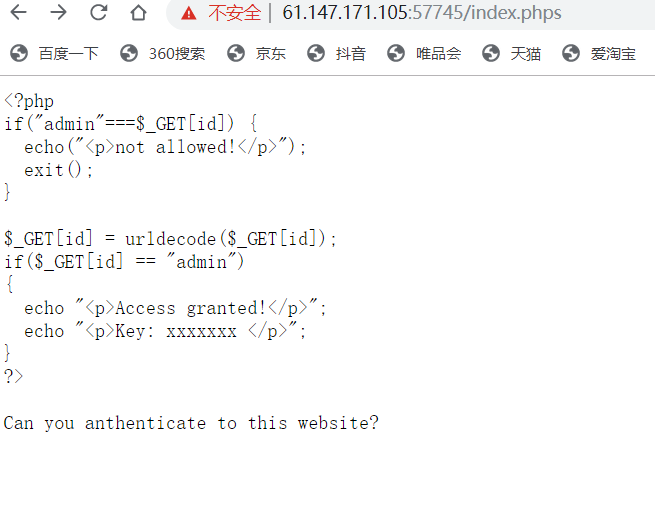 不安全 | 61.147.171.105:57745/index.phps
百度一下 360搜索 京东 抖音 唯品会 天猫 爱淘宝
<?php
if("admin"===$_GET[id]) {
  echo("<p>not allowed!</p>");
  exit();
}
$_GET[id] = urldecode($_GET[id]);
if($_GET[id] == "admin")
{
  echo "<p>Access granted!</p>";
  echo "<p>Key: xxxxxxx </p>";
}
?>
Can you anthenticate to this website?